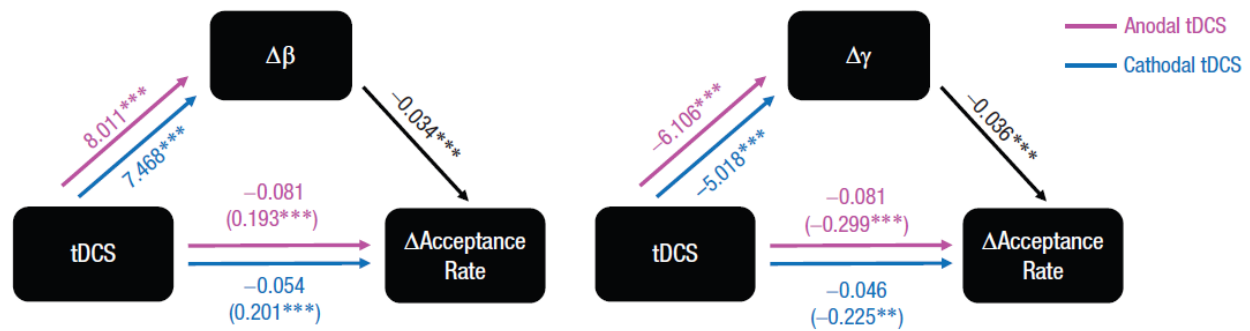 Δβ
8.011***
7.468***
−0.034***
tDCS
−0.081
(0.193***)
−0.054
(0.201***)
ΔAcceptance
Rate
Δγ
−6.106***
−5.018***
−0.036***
tDCS
−0.081
(−0.299***)
−0.046
(−0.225**)
ΔAcceptance
Rate
Anodal tDCS
Cathodal tDCS